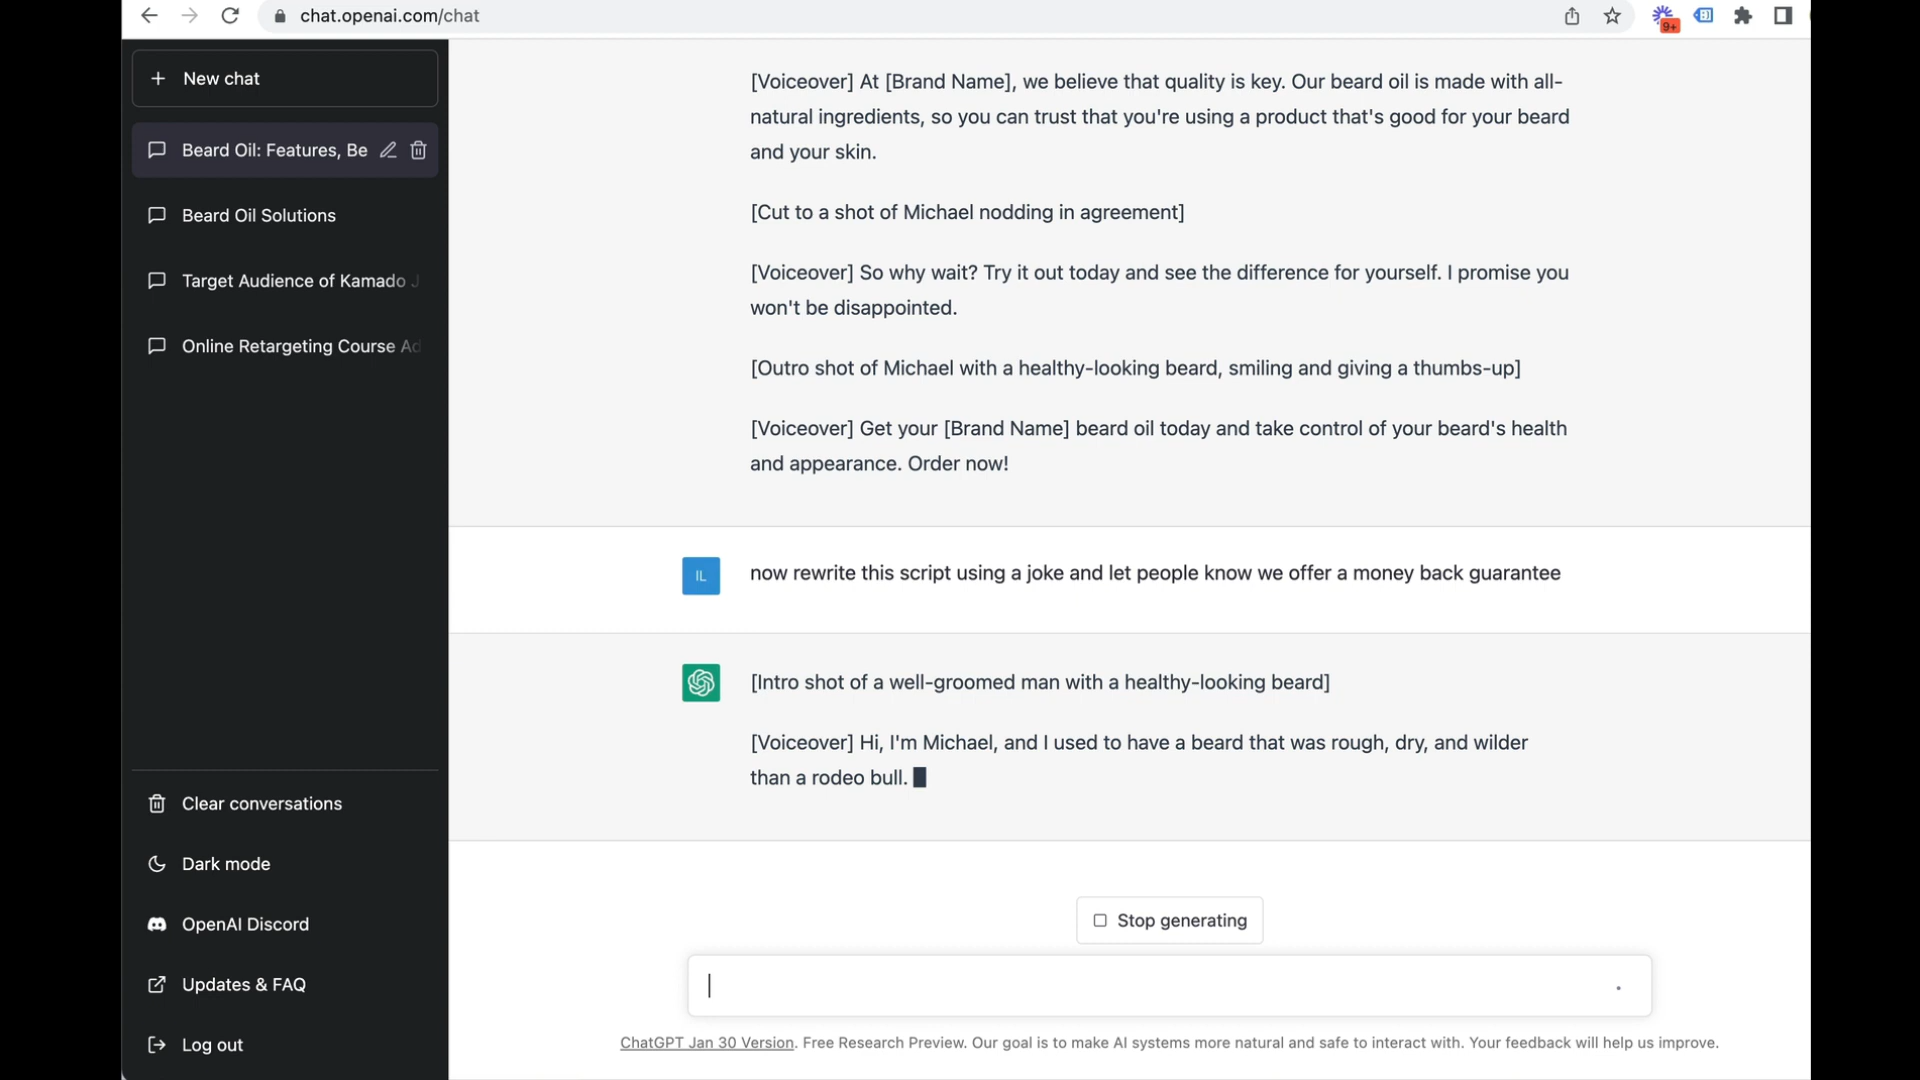 chat.openai.com/chat
9+
New chat
Beard Oil: Features, Be
Beard Oil Solutions
Target Audience of Kamado J
Online Retargeting Course Ad
Clear conversations
Dark mode
OpenAI Discord
Updates & FAQ
Log out
[Voiceover] At [Brand Name], we believe that quality is key. Our beard oil is made with all-
natural ingredients, so you can trust that you're using a product that's good for your beard
and your skin.
[Cut to a shot of Michael nodding in agreement]
[Voiceover] So why wait? Try it out today and see the difference for yourself. I promise you
won't be disappointed.
[Outro shot of Michael with a healthy-looking beard, smiling and giving a thumbs-up]
[Voiceover] Get your [Brand Name] beard oil today and take control of your beard's health
and appearance. Order now!
IL
now rewrite this script using a joke and let people know we offer a money back guarantee
[Intro shot of a well-groomed man with a healthy-looking beard]
[Voiceover] Hi, I'm Michael, and I used to have a beard that was rough, dry, and wilder
than a rodeo bull.
Stop generating
ChatGPT Jan 30 Version. Free Research Preview. Our goal is to make AI systems more natural and safe to interact with. Your feedback will help us improve.